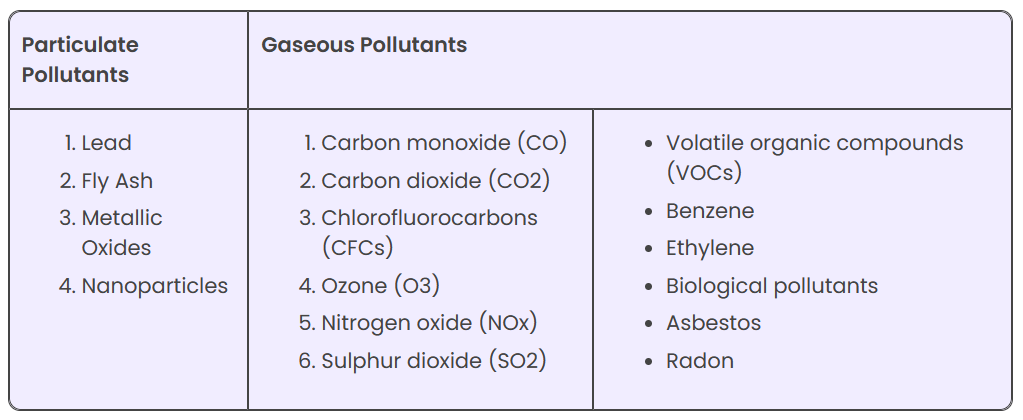 Particulate
Pollutants
Gaseous Pollutants
1. Lead
2. Fly Ash
3. Metallic
Oxides
4. Nanoparticles
1. Carbon monoxide (CO)
2. Carbon dioxide (CO2)
3. Chlorofluorocarbons
(CFCs)
4. Ozone (O3)
5. Nitrogen oxide (NOx)
6. Sulphur dioxide (SO2)
• Volatile organic compounds
(VOCs)
• Benzene
• Ethylene
• Biological pollutants
• Asbestos
• Radon